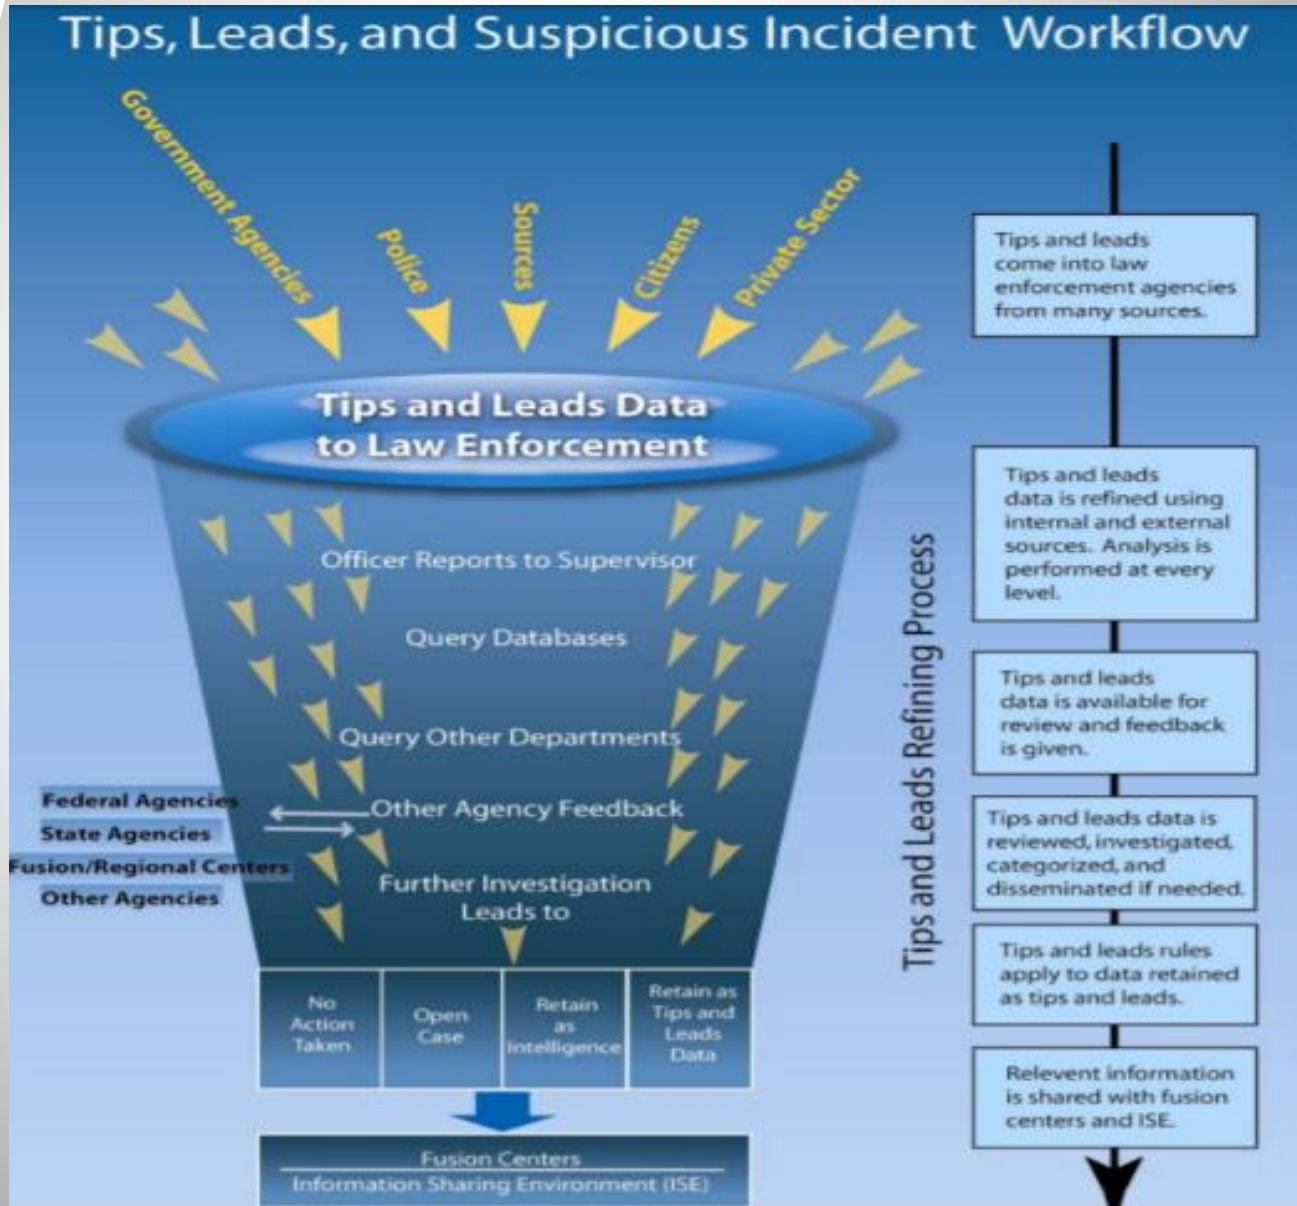 Tips, Leads, and Suspicious Incident Workflow
Government Agencies
Police
Sources
Citizens
Private Sector
Tips and Leads Data
to Law Enforcement
Officer Reports to Supervisor
Query Databases
Query Other Departments
Other Agency Feedback
Federal Agencies
State Agencies
Fusion/Regional Centers
Other Agencies
Further Investigation
Leads to
No
Action
Taken
Open
Case
Retain
as
Intelligence
Retain as
Tips and
Leads
Data
Fusion Centers
Information Sharing Environment (ISE)
Tips and Leads Refining Process
Tips and leads
come into law
enforcement agencies
from many sources.
Tips and leads
data is refined using
internal and external
sources. Analysis is
performed at every
level.
Tips and leads
data is available for
review and feedback
is given.
Tips and leads data is
reviewed, investigated,
categorized, and
disseminated if needed.
Tips and leads rules
apply to data retained
as tips and leads.
Relevent information
is shared with fusion
centers and ISE.